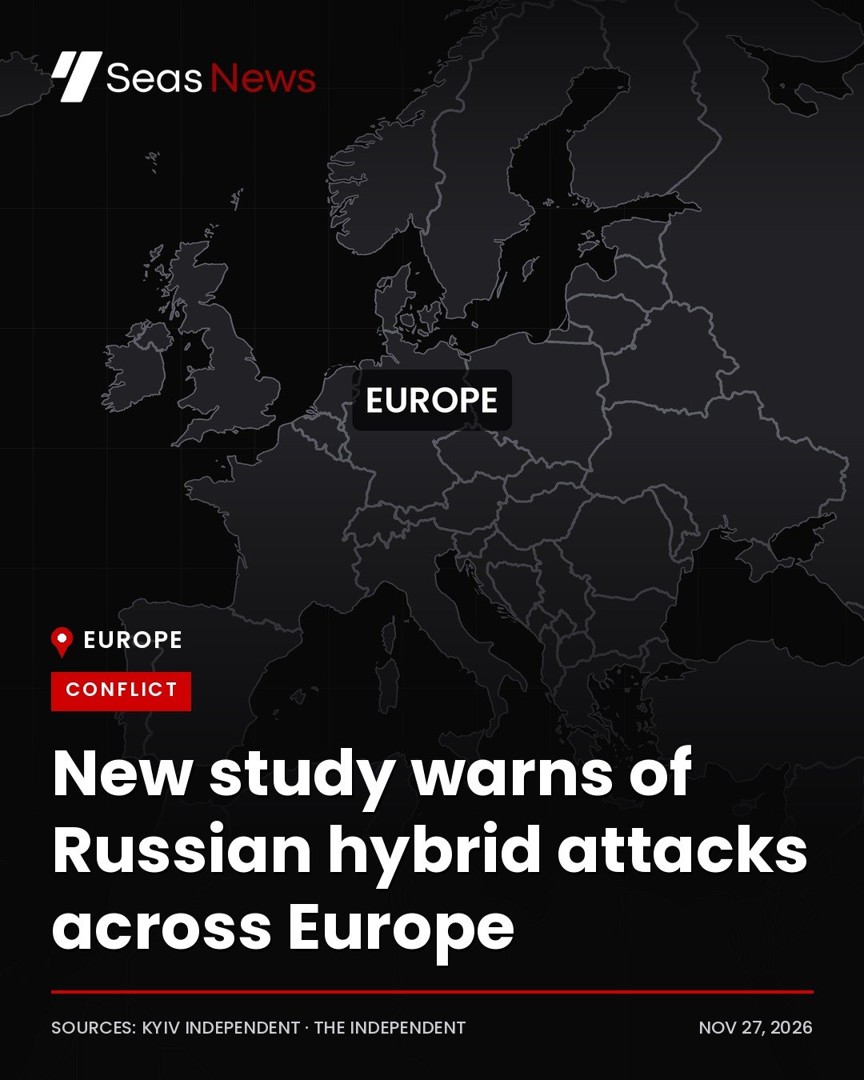 Seas News
EUROPE
EUROPE
CONFLICT
New study warns of
Russian hybrid attacks
across Europe
SOURCES: KYIV INDEPENDENT · THE INDEPENDENT
NOV 27, 2026